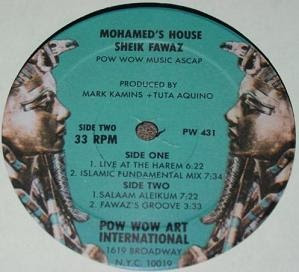 MOHAMED'S HOUSE
SHEIK FAWAZ
POW WOW MUSIC ASCAP
PRODUCED BY
MARK KAMINS + TUTA AQUINO
SIDE TWO
33 RPM
PW 431
SIDE ONE
1. LIVE AT THE HAREM 6:22
2. ISLAMIC FUNDAMENTAL MIX 7:34
SIDE TWO
1. SALAAM ALEIKUM 7:22
2. FAWAZ'S GROOVE 3:33
POW WOW ART
INTERNATIONAL
1619 BROADWAY
N.Y.C. 10019